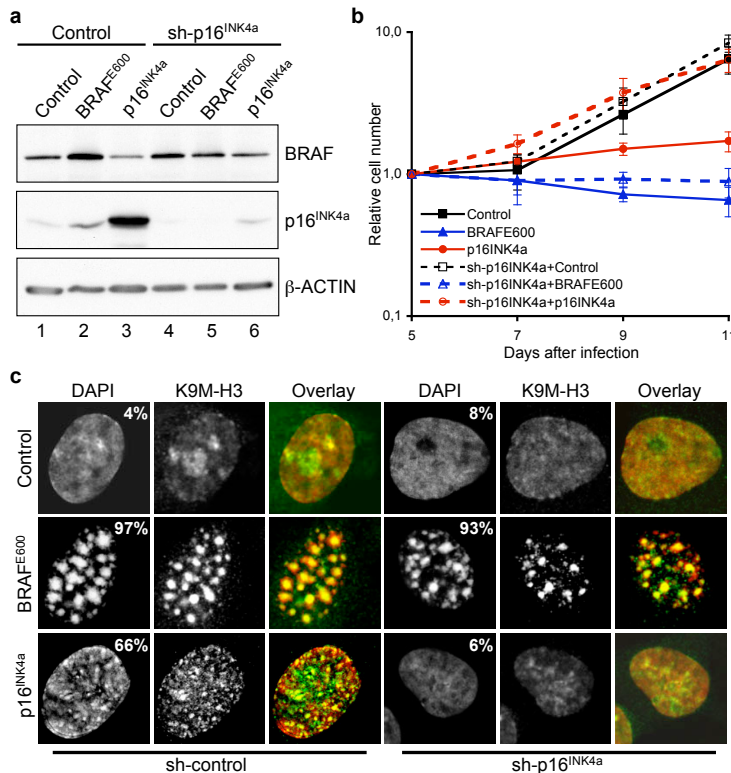 a
Control sh-p16INK4a
Control BRAFE600 p16INK4a Control BRAFE600 p16INK4a
BRAF
p16INK4a
β-ACTIN
1 2 3 4 5 6
b
10,0
1,0
0,1
Relative cell number
Control
BRAFE600
p16INK4a
sh-p16INK4a+Control
sh-p16INK4a+BRAFE600
sh-p16INK4a+p16INK4a
5 7 9 11
Days after infection
c
DAPI K9M-H3 Overlay DAPI K9M-H3 Overlay
Control 4% 8%
BRAFE600 97% 93%
p16INK4a 66% 6%
sh-control sh-p16INK4a